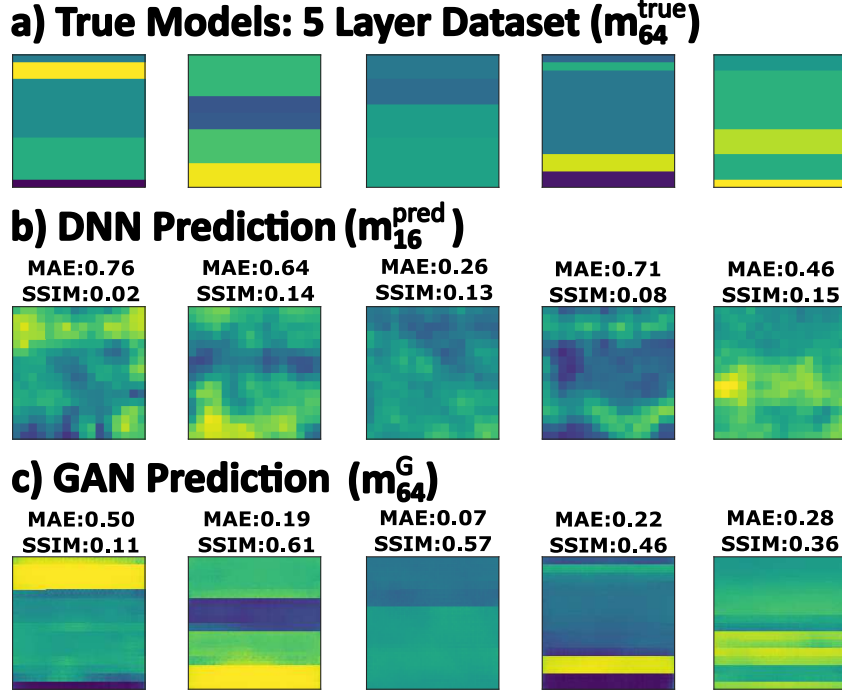 a) True Models: 5 Layer Dataset (m₆₄ᵗʳᵘᵉ)
b) DNN Prediction (m₁₆ᵖʳᵉᵈ)
MAE:0.76 MAE:0.64 MAE:0.26 MAE:0.71 MAE:0.46
SSIM:0.02 SSIM:0.14 SSIM:0.13 SSIM:0.08 SSIM:0.15
c) GAN Prediction (m₆₄ᴳ)
MAE:0.50 MAE:0.19 MAE:0.07 MAE:0.22 MAE:0.28
SSIM:0.11 SSIM:0.61 SSIM:0.57 SSIM:0.46 SSIM:0.36